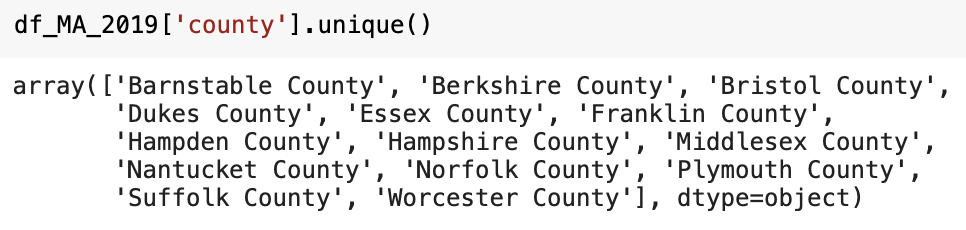 df_MA_2019['county'].unique()
array(['Barnstable County', 'Berkshire County', 'Bristol County',
'Dukes County', 'Essex County', 'Franklin County',
'Hampden County', 'Hampshire County', 'Middlesex County',
'Nantucket County', 'Norfolk County', 'Plymouth County',
'Suffolk County', 'Worcester County'], dtype=object)